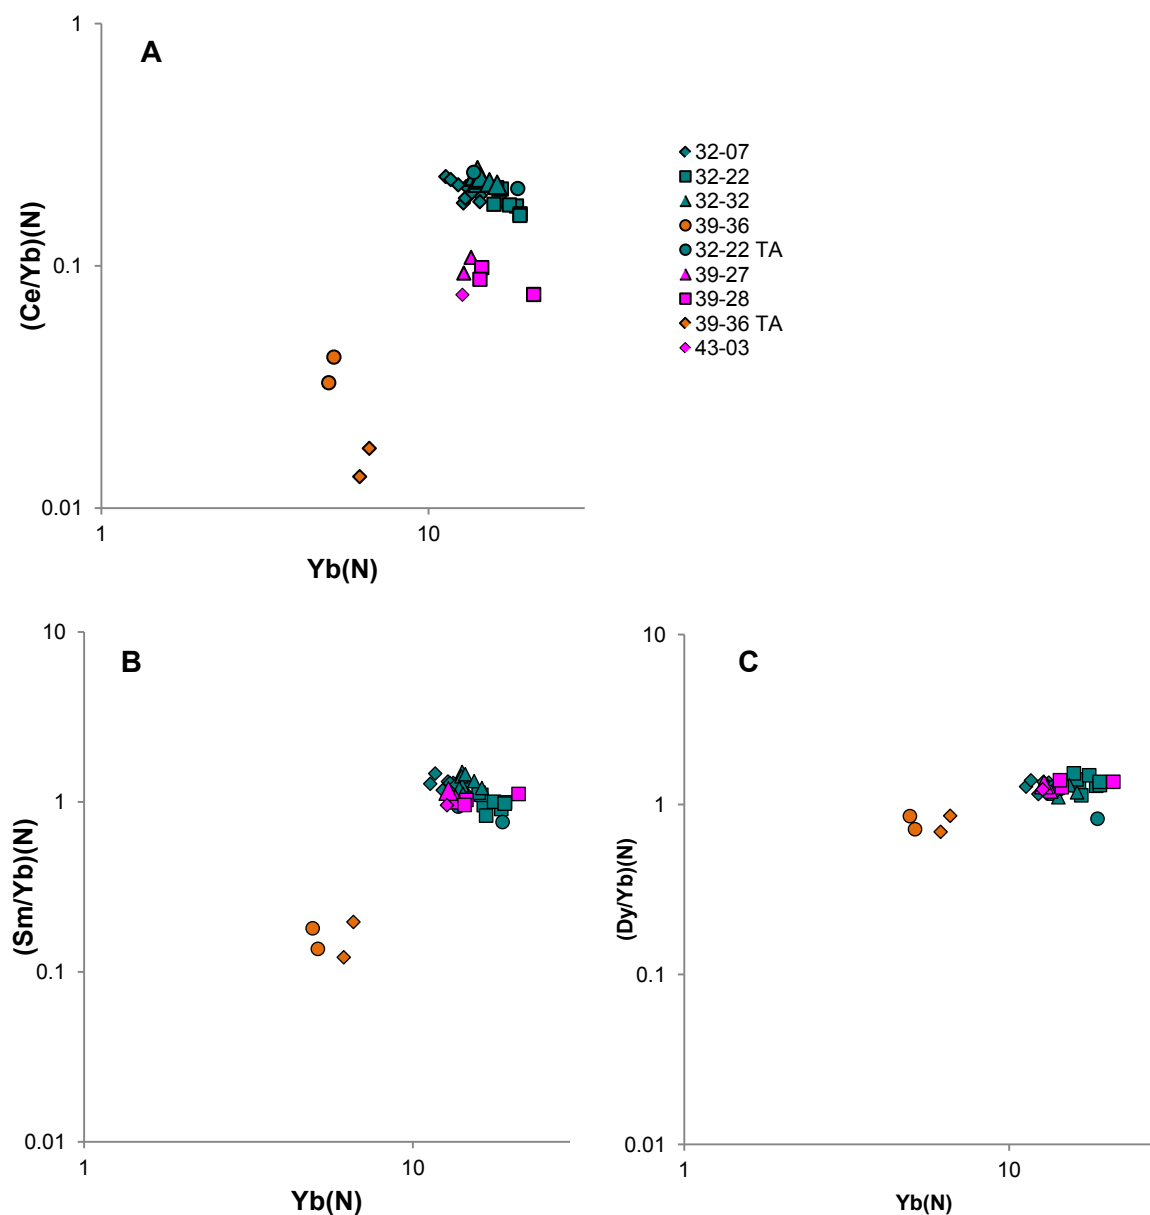 A
1
0.1
0.01
(Ce/Yb)(N)
1
10
Yb(N)
32-07
32-22
32-32
39-36
32-22 TA
39-27
39-28
39-36 TA
43-03
B
10
1
0.1
0.01
(Sm/Yb)(N)
1
10
Yb(N)
C
10
1
0.1
0.01
(Dy/Yb)(N)
1
10
Yb(N)